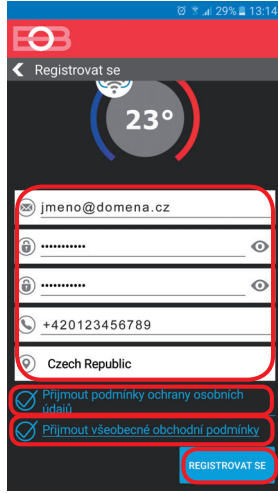 29% 13:14
EOB
Registrovat se
23°
jmeno@domena.cz
•••••••••••
•••••••••••
+420123456789
Czech Republic
Přijmout podmínky ochrany osobních
údajů
Přijmout všeobecné obchodní podmínky
REGISTROVAT SE